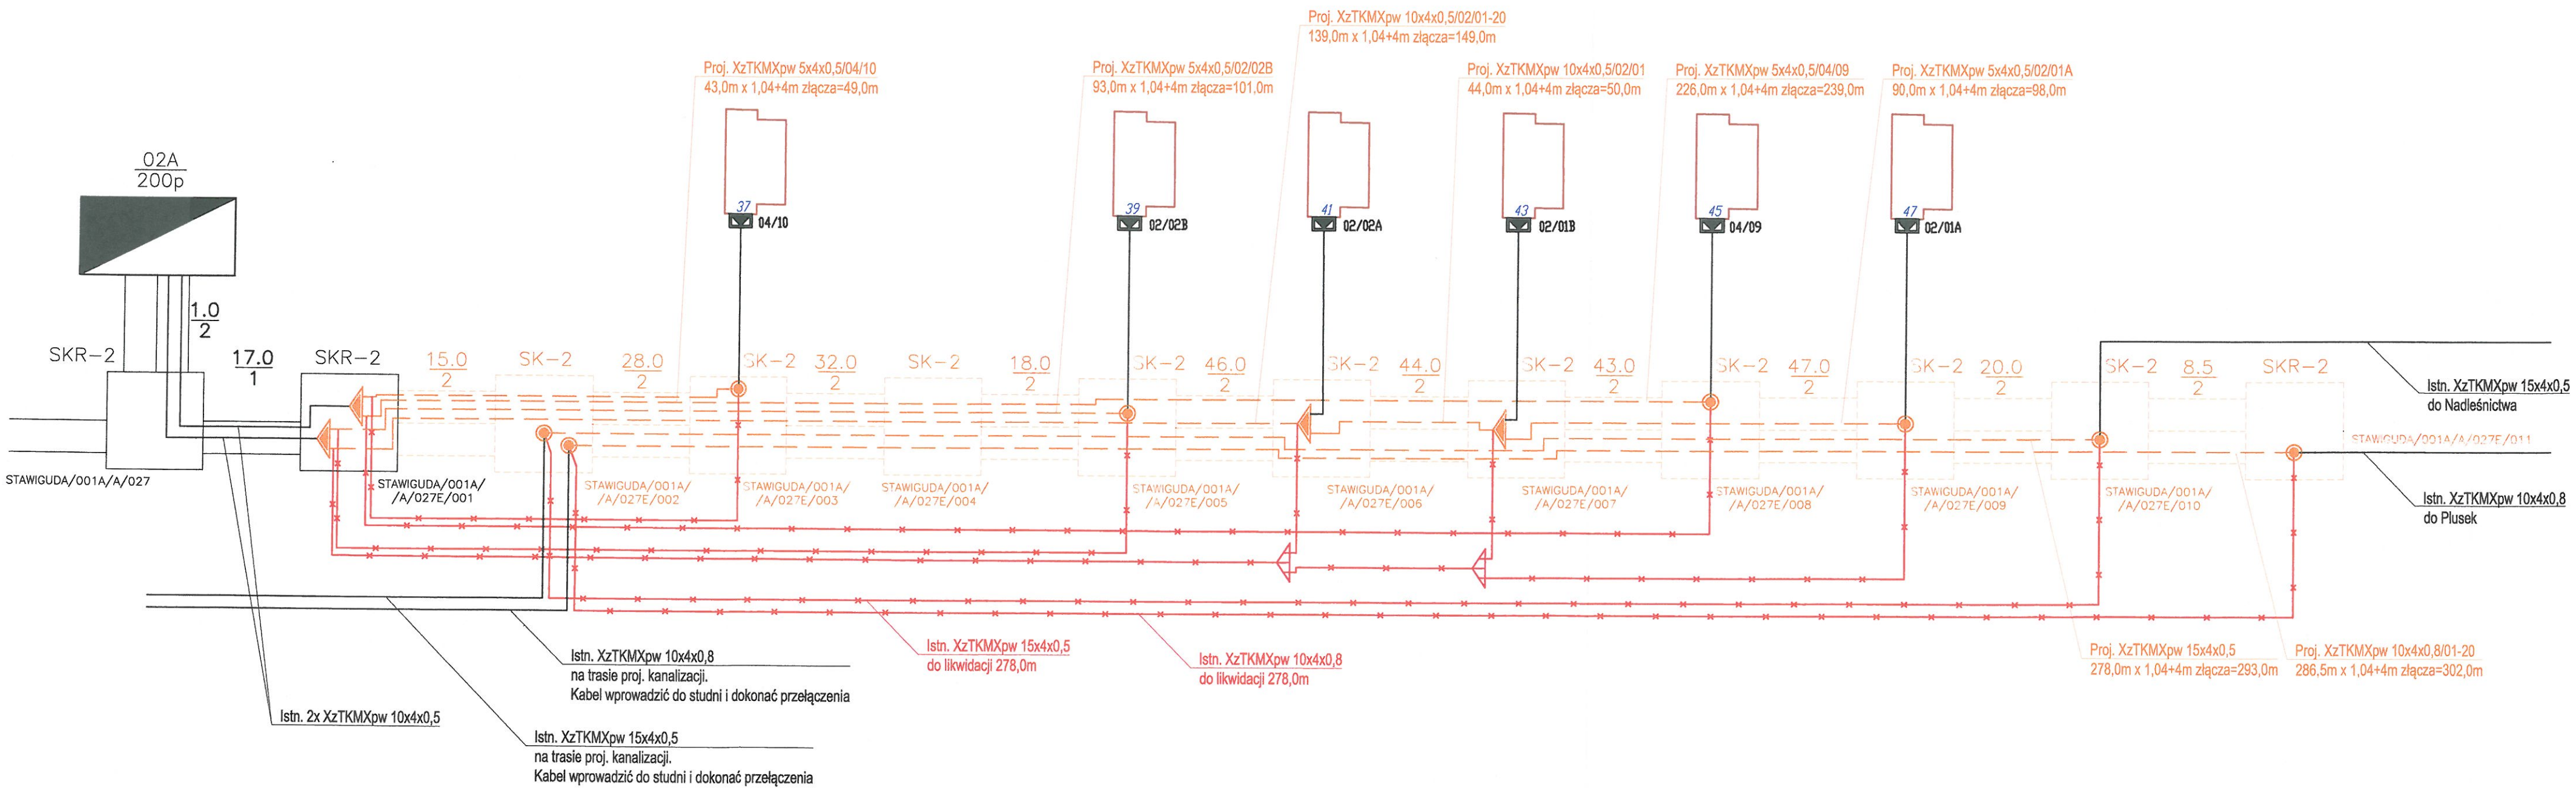 Proj. XzTKMXpw 10x4x0,5/02/01-20
139,0m x 1,04+4m złącza=149,0m
Proj. XzTKMXpw 5x4x0,5/04/10
43,0m x 1,04+4m złącza=49,0m
Proj. XzTKMXpw 5x4x0,5/02/02B
93,0m x 1,04+4m złącza=101,0m
Proj. XzTKMXpw 10x4x0,5/02/01
44,0m x 1,04+4m złącza=50,0m
Proj. XzTKMXpw 5x4x0,5/04/09
226,0m x 1,04+4m złącza=239,0m
Proj. XzTKMXpw 5x4x0,5/02/01A
90,0m x 1,04+4m złącza=98,0m
02A
200p
37
04/10
39
02/02B
41
02/02A
43
02/01B
45
04/09
47
02/01A
1.0
2
SKR-2
17.0
1
SKR-2
15.0
2
SK-2
28.0
2
SK-2
32.0
2
SK-2
18.0
2
SK-2
46.0
2
SK-2
44.0
2
SK-2
43.0
2
SK-2
47.0
2
SK-2
20.0
2
SK-2
8.5
2
SKR-2
Istn. XzTKMXpw 15x4x0,5
do Nadleśnictwa
STAWIGUDA/001A/A/027E/011
STAWIGUDA/001A/A/027
STAWIGUDA/001A/
/A/027E/001
STAWIGUDA/001A/
/A/027E/002
STAWIGUDA/001A/
/A/027E/003
STAWIGUDA/001A/
/A/027E/004
STAWIGUDA/001A/
/A/027E/005
STAWIGUDA/001A/
/A/027E/006
STAWIGUDA/001A/
/A/027E/007
STAWIGUDA/001A/
/A/027E/008
STAWIGUDA/001A/
/A/027E/009
STAWIGUDA/001A/
/A/027E/010
Istn. XzTKMXpw 10x4x0,8
do Plusek
Istn. XzTKMXpw 10x4x0,8
na trasie proj. kanalizacji.
Kabel wprowadzić do studni i dokonać przełączenia
Istn. XzTKMXpw 15x4x0,5
do likwidacji 278,0m
Istn. XzTKMXpw 10x4x0,8
do likwidacji 278,0m
Proj. XzTKMXpw 15x4x0,5
278,0m x 1,04+4m złącza=293,0m
Proj. XzTKMXpw 10x4x0,8/01-20
286,5m x 1,04+4m złącza=302,0m
Istn. 2x XzTKMXpw 10x4x0,5
Istn. XzTKMXpw 15x4x0,5
na trasie proj. kanalizacji.
Kabel wprowadzić do studni i dokonać przełączenia